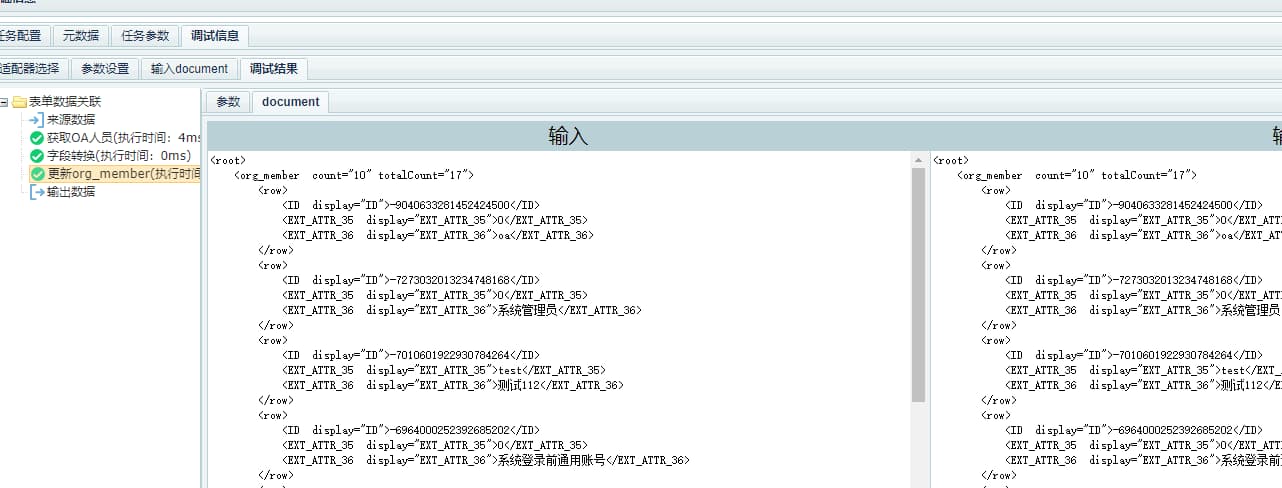 任务配置 元数据 任务参数 调试信息
适配器选择 参数设置 输入document 调试结果
表单数据关联
来源数据
获取OA人员(执行时间: 4ms
字段转换(执行时间: 0ms)
更新org_member(执行时间
输出数据
参数 document
输入
<root>
<org_member count="10" totalCount="17">
<row>
<ID display="ID">-9040633281452424500</ID>
<EXT_ATTR_35 display="EXT_ATTR_35">0</EXT_ATTR_35>
<EXT_ATTR_36 display="EXT_ATTR_36">oa</EXT_ATTR_36>
</row>
<row>
<ID display="ID">-7273032013234748168</ID>
<EXT_ATTR_35 display="EXT_ATTR_35">0</EXT_ATTR_35>
<EXT_ATTR_36 display="EXT_ATTR_36">系统管理员</EXT_ATTR_36>
</row>
<row>
<ID display="ID">-7010601922930784264</ID>
<EXT_ATTR_35 display="EXT_ATTR_35">test</EXT_ATTR_35>
<EXT_ATTR_36 display="EXT_ATTR_36">测试112</EXT_ATTR_36>
</row>
<row>
<ID display="ID">-6964000252392685202</ID>
<EXT_ATTR_35 display="EXT_ATTR_35">0</EXT_ATTR_35>
<EXT_ATTR_36 display="EXT_ATTR_36">系统登录前通用账号</EXT_ATTR_36>
</row>
<root>
<org_member count="10" totalCount="17">
<row>
<ID display="ID">-9040633281452424500</ID>
<EXT_ATTR_35 display="EXT_ATTR_35">0</EXT_ATT
<EXT_ATTR_36 display="EXT_ATTR_36">oa</EXT_AT
</row>
<row>
<ID display="ID">-7273032013234748168</ID>
<EXT_ATTR_35 display="EXT_ATTR_35">0</EXT_ATT
<EXT_ATTR_36 display="EXT_ATTR_36">系统管理员
</row>
<row>
<ID display="ID">-7010601922930784264</ID>
<EXT_ATTR_35 display="EXT_ATTR_35">test</EXT_
<EXT_ATTR_36 display="EXT_ATTR_36">测试112</E
</row>
<row>
<ID display="ID">-6964000252392685202</ID>
<EXT_ATTR_35 display="EXT_ATTR_35">0</EXT_ATT
<EXT_ATTR_36 display="EXT_ATTR_36">系统登录前
</row>